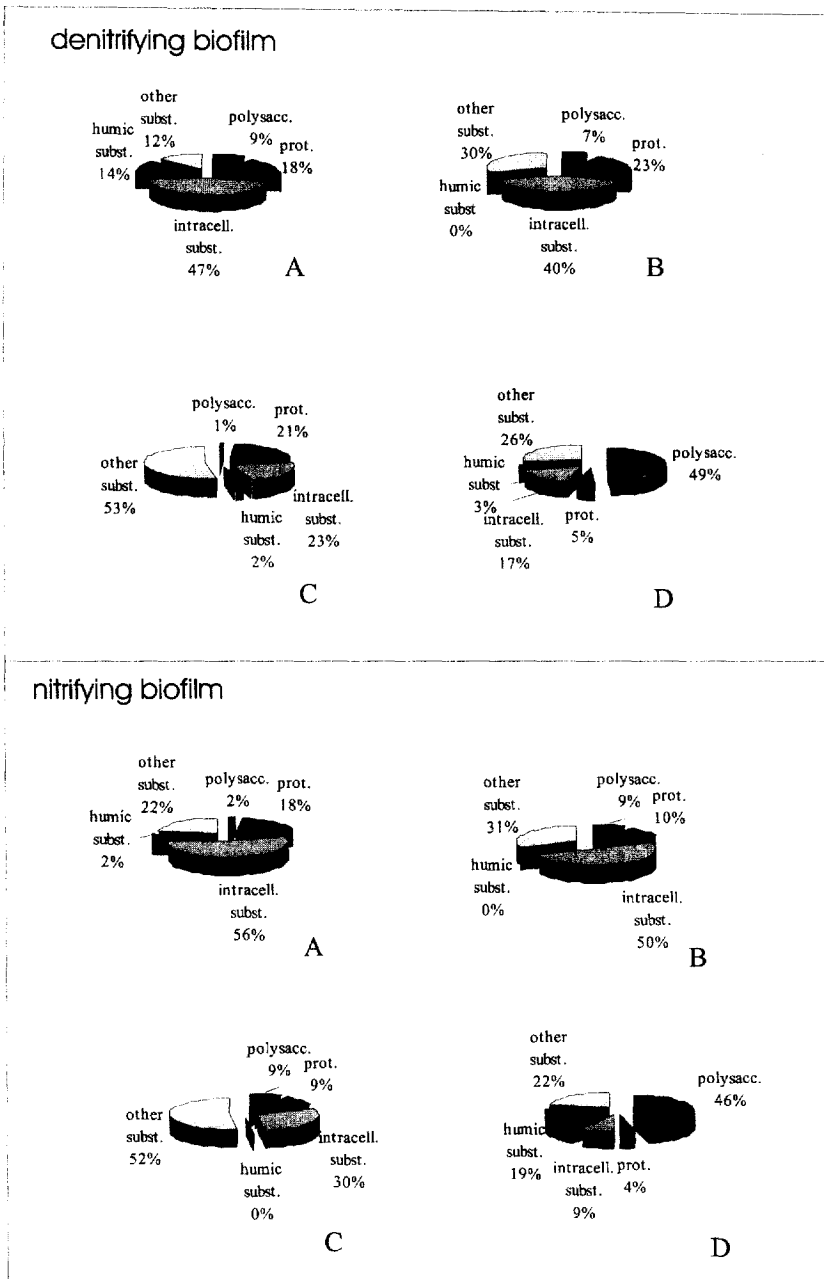 denitrifying biofilm
other
subst.
12%
polysacc.
9%
prot.
18%
humic
subst.
14%
intracell.
subst.
47%
A
other
subst.
30%
polysacc.
7%
prot.
23%
humic
subst
0%
intracell.
subst.
40%
B
polysacc.
1%
prot.
21%
other
subst.
53%
intracell.
subst.
23%
humic
subst.
2%
C
other
subst.
26%
polysacc.
49%
humic
subst
3%
intracell.
subst.
17%
prot.
5%
D
nitrifying biofilm
other
subst.
22%
polysacc.
2%
prot.
18%
humic
subst.
2%
intracell.
subst.
56%
A
other
subst.
31%
polysacc.
9%
prot.
10%
humic
subst.
0%
intracell.
subst.
50%
B
polysacc.
9%
prot.
9%
other
subst.
52%
intracell.
subst.
30%
humic
subst.
0%
C
other
subst.
22%
polysacc.
46%
humic
subst.
19%
intracell.
subst.
9%
prot.
4%
D